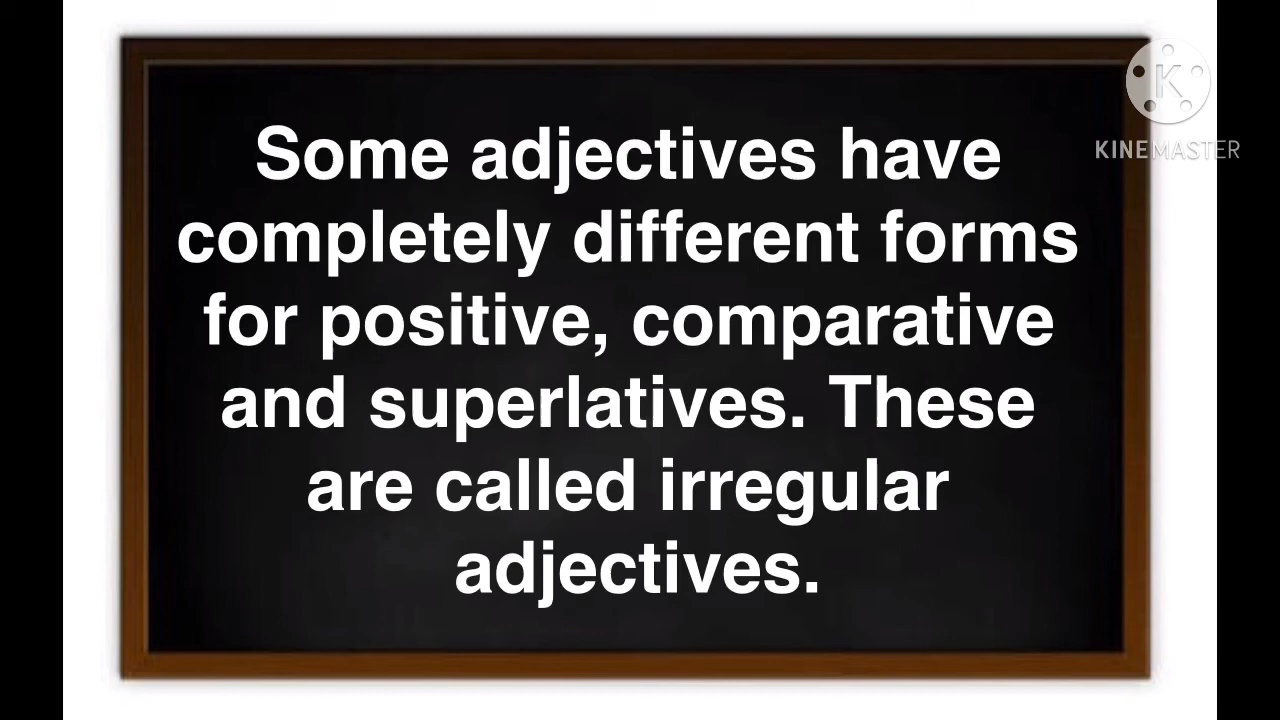 Some adjectives have
completely different forms
for positive, comparative
and superlatives. These
are called irregular
adjectives.
K
KINEMASTER